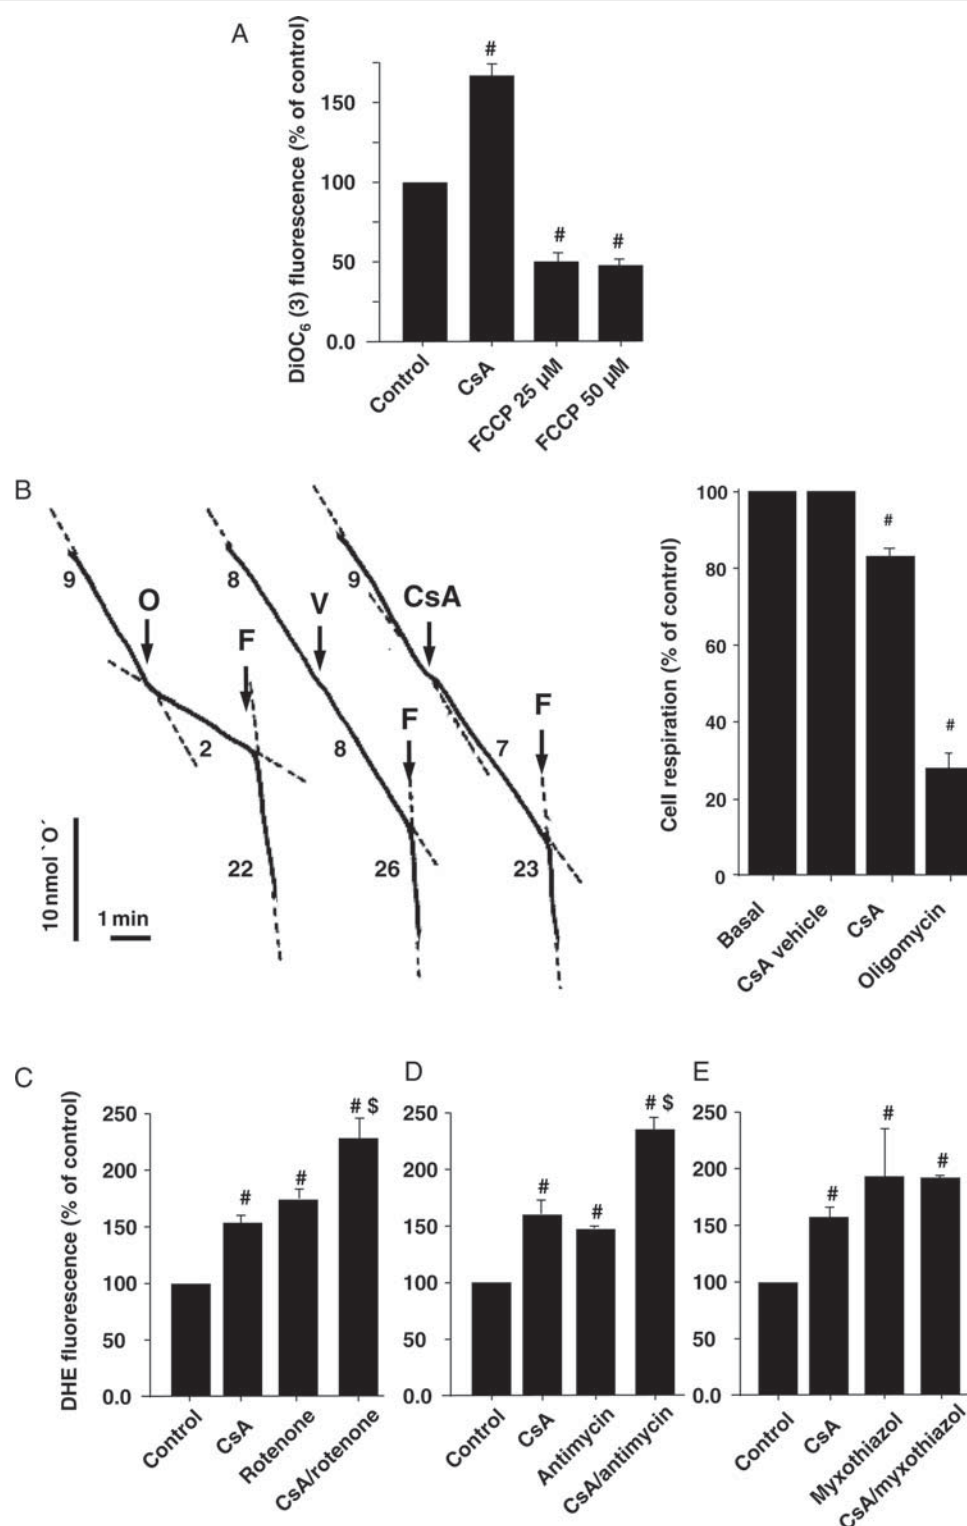 A
DiOC6 (3) fluorescence (% of control)
150
100
50
0.0
#
#
#
Control
CsA
FCCP 25 µM
FCCP 50 µM
B
9
O
F
2
22
8
V
F
8
26
9
CsA
F
7
23
10 nmol `O´
1 min
Cell respiration (% of control)
100
80
60
40
20
0
#
#
Basal
CsA vehicle
CsA
Oligomycin
C
DHE fluorescence (% of control)
250
200
150
100
50
0.0
#
#
# $
Control
CsA
Rotenone
CsA/rotenone
D
250
200
150
100
50
0.0
#
#
# $
Control
CsA
Antimycin
CsA/antimycin
E
250
200
150
100
50
0.0
#
#
#
Control
CsA
Myxothiazol
CsA/myxothiazol